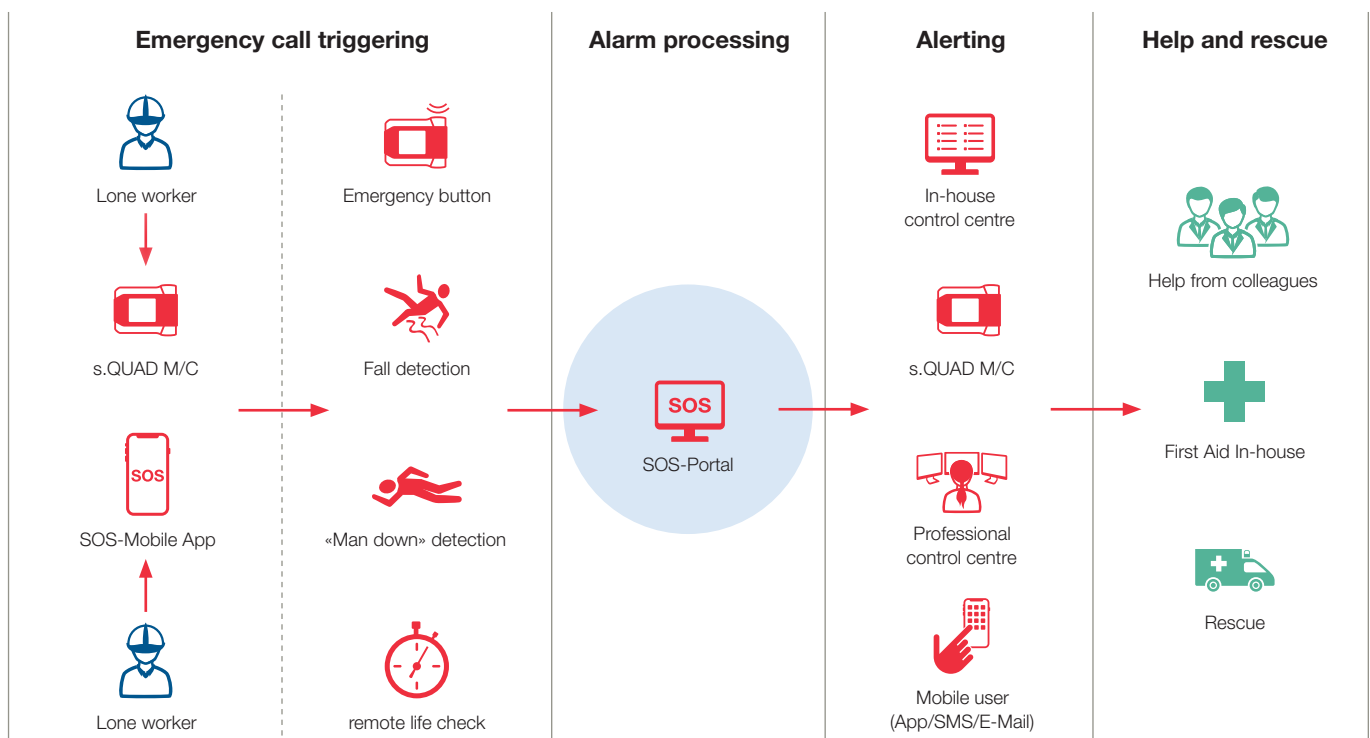 Emergency call triggering
Alarm processing
Alerting
Help and rescue
Lone worker
s.QUAD M/C
SOS
SOS-Mobile App
Lone worker
Emergency button
Fall detection
«Man down» detection
remote life check
SOS
SOS-Portal
In-house
control centre
s.QUAD M/C
Professional
control centre
Mobile user
(App/SMS/E-Mail)
Help from colleagues
First Aid In-house
Rescue